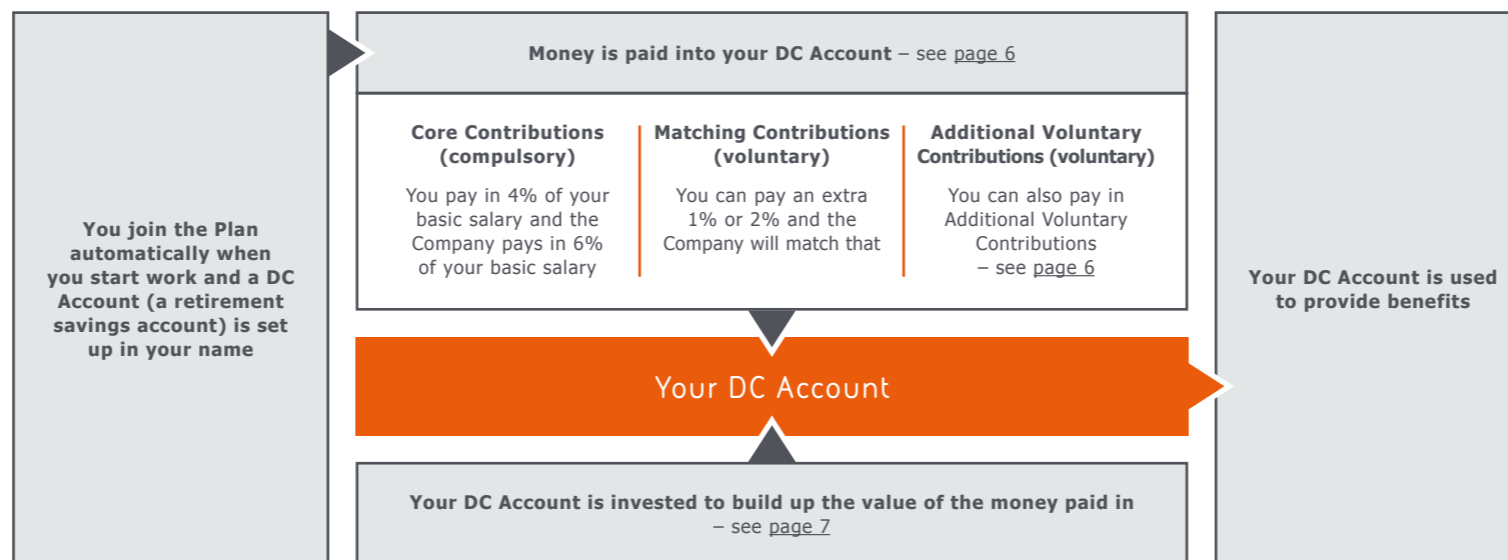 You join the Plan
automatically when
you start work and a DC
Account (a retirement
savings account) is set
up in your name
Money is paid into your DC Account – see page 6
Core Contributions
(compulsory)
You pay in 4% of your
basic salary and the
Company pays in 6%
of your basic salary
Matching Contributions
(voluntary)
You can pay an extra
1% or 2% and the
Company will match that
Additional Voluntary
Contributions (voluntary)
You can also pay in
Additional Voluntary
Contributions
– see page 6
Your DC Account
Your DC Account is invested to build up the value of the money paid in
– see page 7
Your DC Account is used
to provide benefits